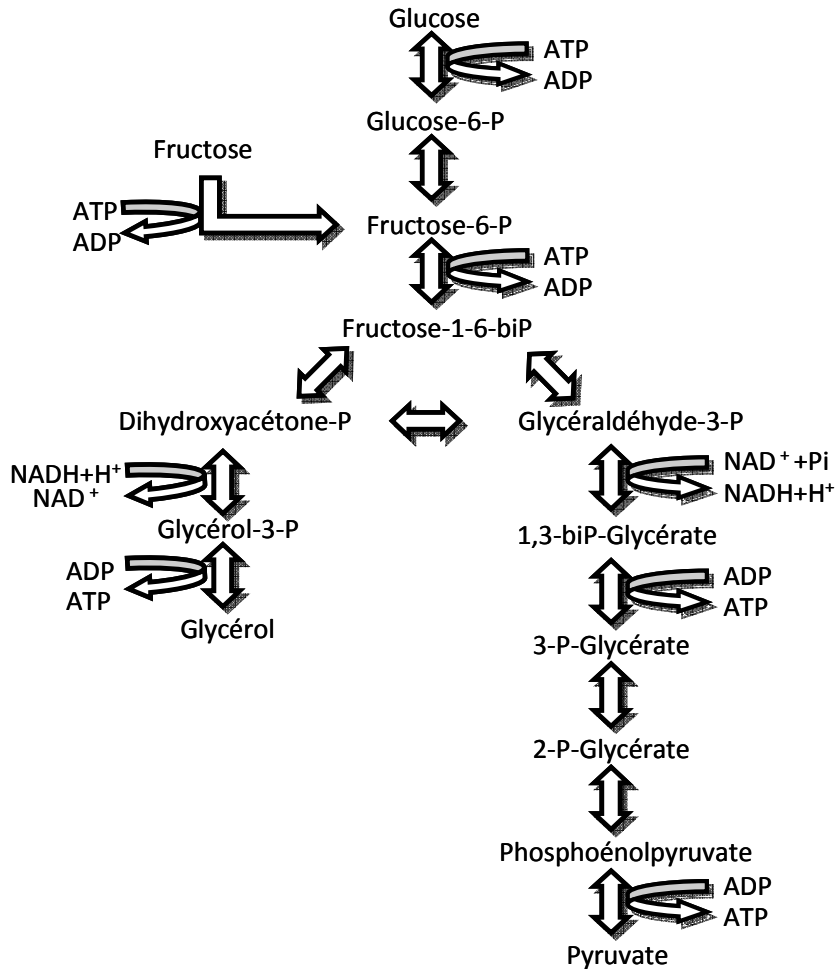 Glucose
ATP
ADP
Glucose-6-P
Fructose
ATP
ADP
Fructose-6-P
ATP
ADP
Fructose-1-6-biP
Dihydroxyacétone-P
Glycéraldéhyde-3-P
NADH+H⁺
NAD⁺
NAD⁺+Pi
NADH+H⁺
Glycérol-3-P
1,3-biP-Glycérate
ADP
ATP
ADP
ATP
Glycérol
3-P-Glycérate
2-P-Glycérate
Phosphoénolpyruvate
ADP
ATP
Pyruvate